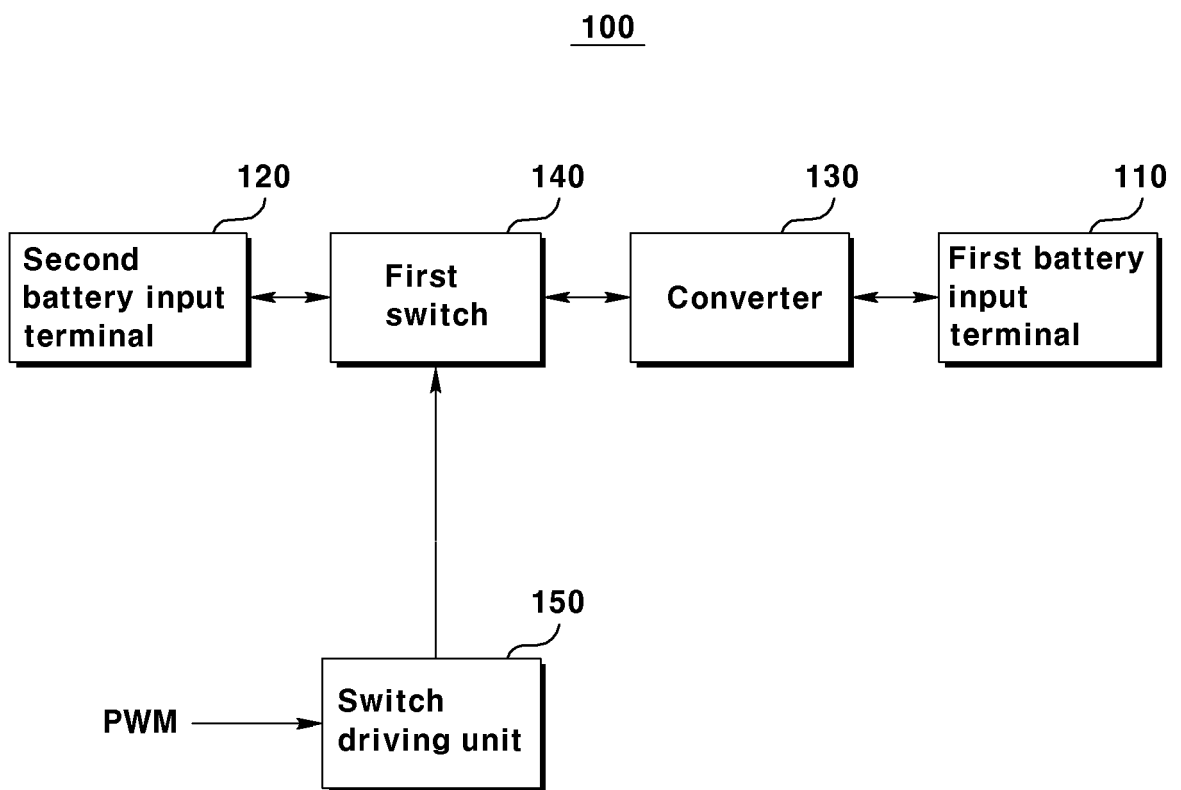 100
120
140
130
110
Second
battery input
terminal
First
switch
Converter
First battery
input
terminal
150
PWM
Switch
driving unit